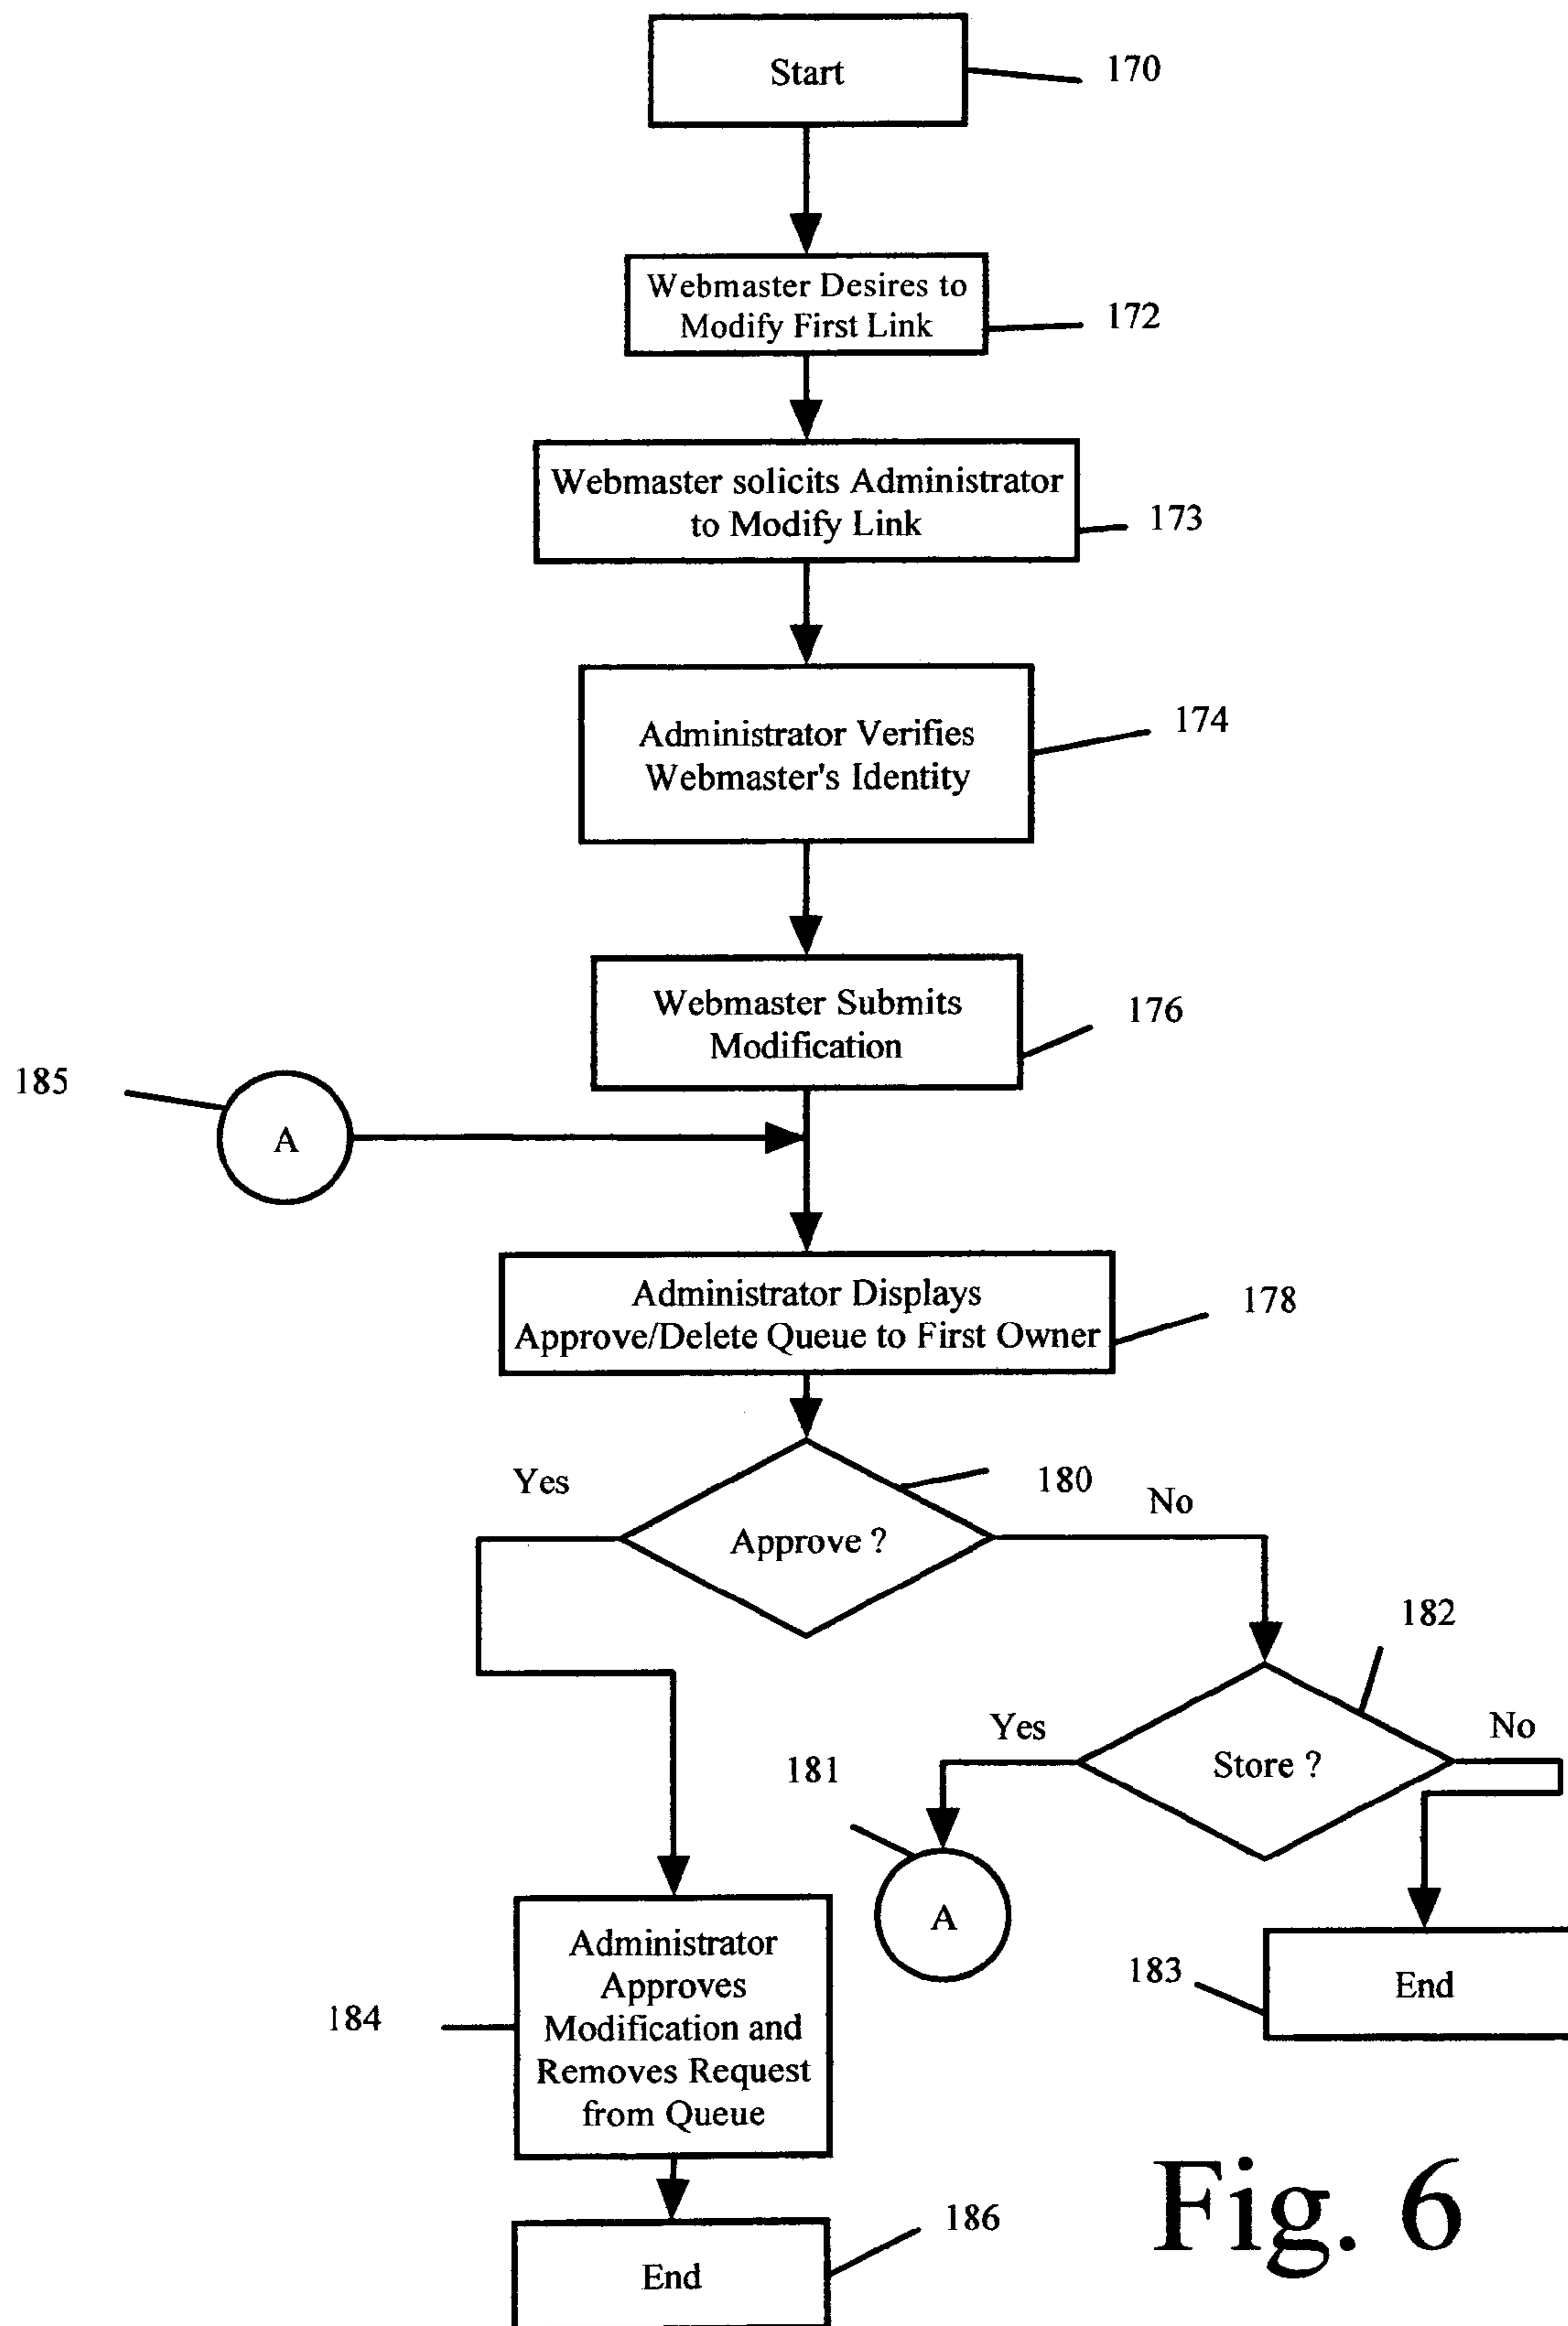 Start
170
Webmaster Desires to
Modify First Link
172
Webmaster solicits Administrator
to Modify Link
173
Administrator Verifies
Webmaster's Identity
174
Webmaster Submits
Modification
176
185
A
Administrator Displays
Approve/Delete Queue to First Owner
178
Yes
180
No
Approve ?
182
Yes
No
Store ?
181
A
183
End
Administrator
Approves
Modification and
Removes Request
from Queue
184
186
End
Fig. 6